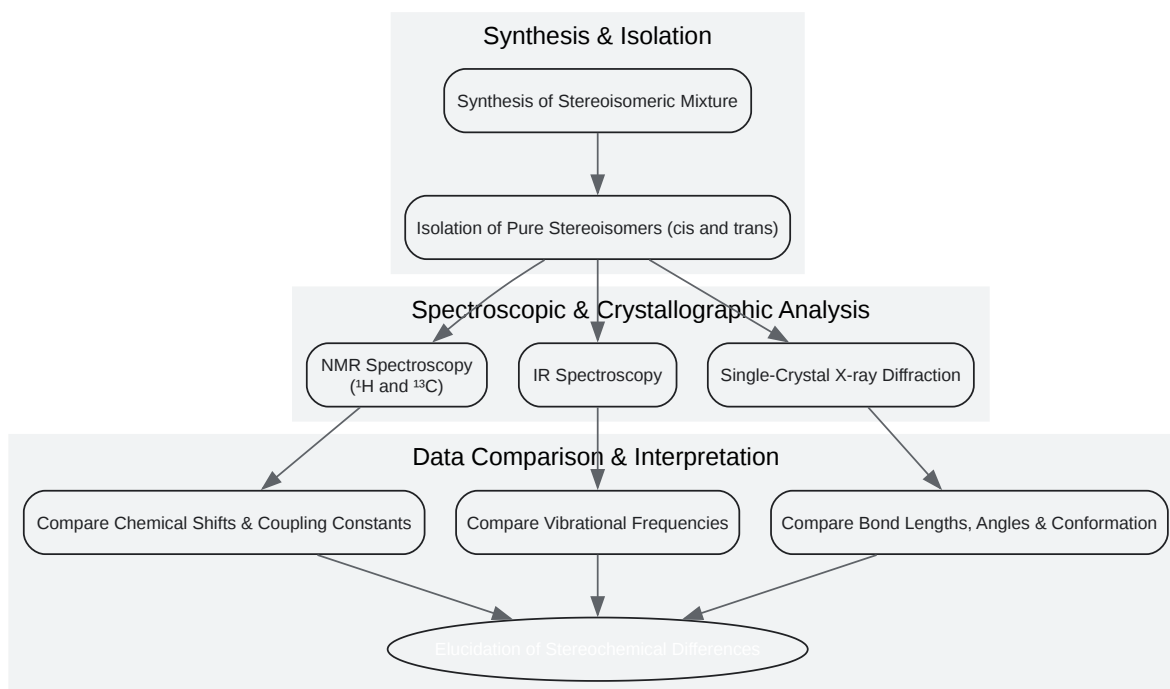 Synthesis & Isolation
Synthesis of Stereoisomeric Mixture
Isolation of Pure Stereoisomers (cis and trans)
Spectroscopic & Crystallographic Analysis
NMR Spectroscopy
(¹H and ¹³C)
IR Spectroscopy
Single-Crystal X-ray Diffraction
Data Comparison & Interpretation
Compare Chemical Shifts & Coupling Constants
Compare Vibrational Frequencies
Compare Bond Lengths, Angles & Conformation
Elucidation of Stereochemical Differences